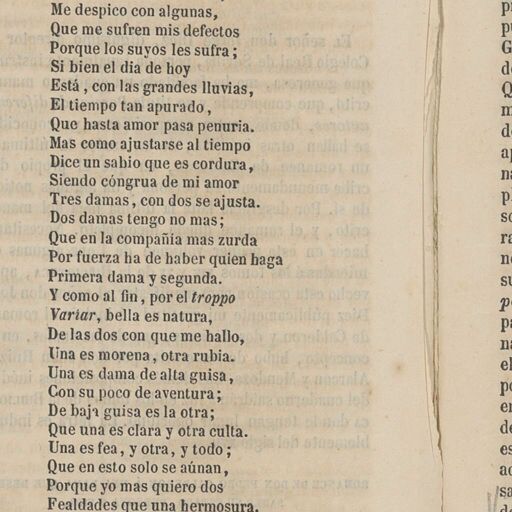 Me despico con algunas,
Que me sufren mis defectos
Porque los suyos les sufra;
Si bien el dia de hoy
Está, con las grandes lluvias,
El tiempo tan apurado,
Que hasta amor pasa penuria.
Mas como ajustarse al tiempo
Dice un sabio que es cordura,
Siendo cóngrua de mi amor
Tres damas, con dos se ajusta.
Dos damas tengo no mas;
Que en la compañía mas zurda
Por fuerza ha de haber quien haga
Primera dama y segunda.
Y como al fin, por el troppo
Variar, bella es natura,
De las dos con que me hallo,
Una es morena, otra rubia.
Una es dama de alta guisa,
Con su poco de aventura;
De baja guisa es la otra;
Que una es clara y otra culta.
Una es fea, y otra, y todo;
Que en esto solo se aúnan,
Porque yo mas quiero dos
Fealdades que una hermosura.